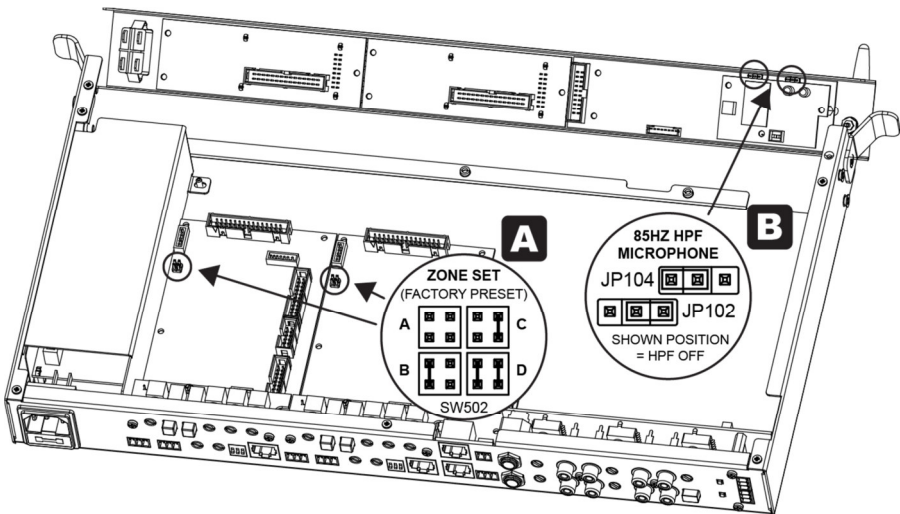 A
ZONE SET
(FACTORY PRESET)
A
C
B
D
SW502
B
85HZ HPF
MICROPHONE
JP104
JP102
SHOWN POSITION
= HPF OFF